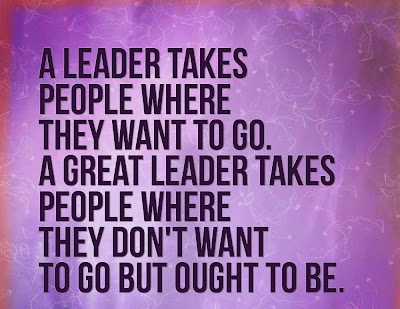 A LEADER TAKES
PEOPLE WHERE
THEY WANT TO GO.
A GREAT LEADER TAKES
PEOPLE WHERE
THEY DON'T WANT
TO GO BUT OUGHT TO BE.